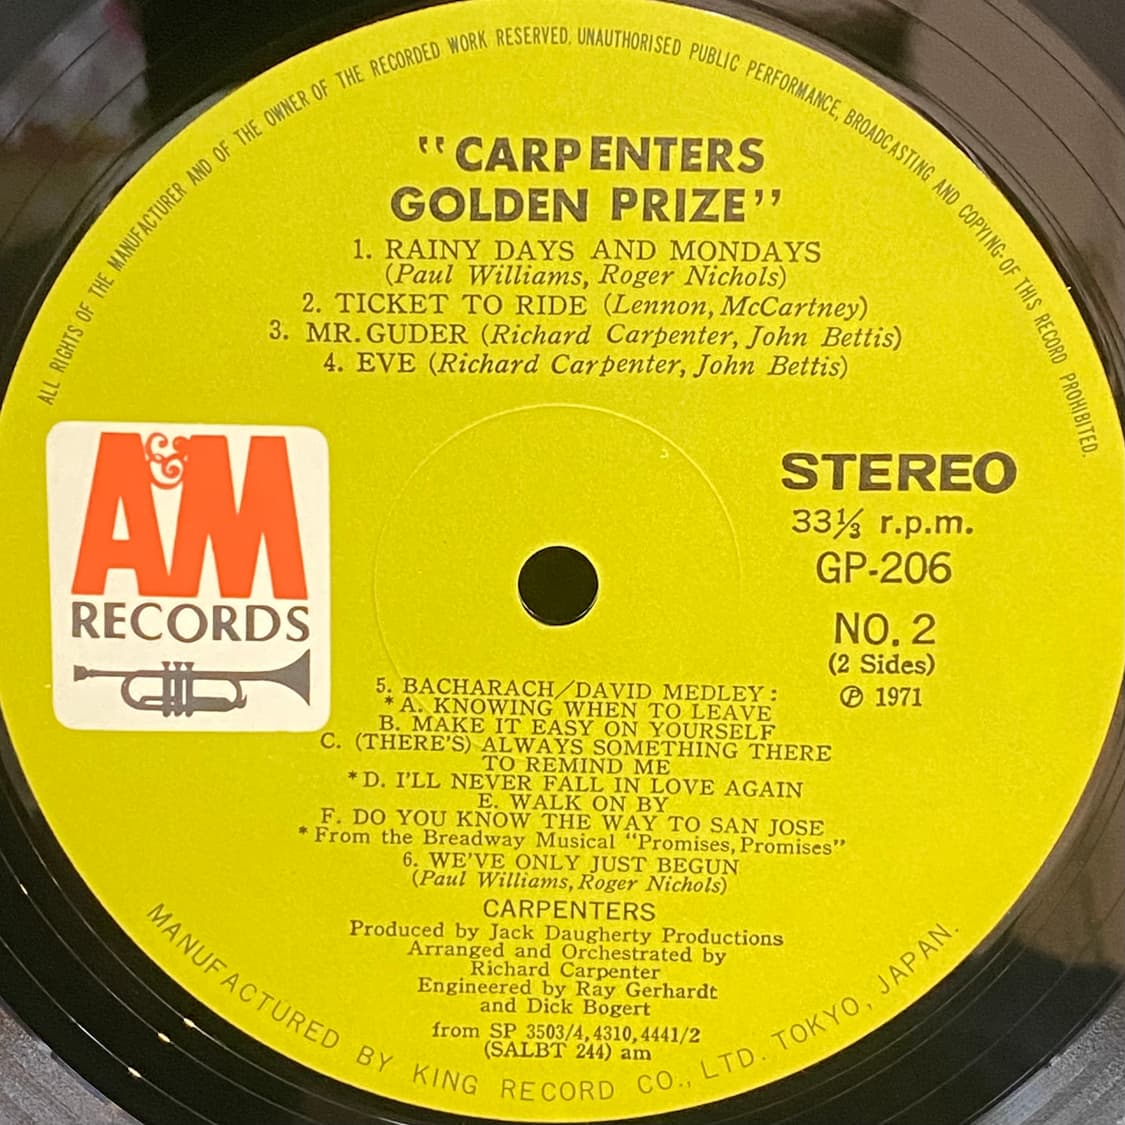 ALL RIGHTS OF THE MANUFACTURER AND OF THE OWNER OF THE RECORDED WORK RESERVED. UNAUTHORISED PUBLIC PERFORMANCE, BROADCASTING AND COPYING OF THIS RECORD PROHIBITED.
"CARPENTERS
GOLDEN PRIZE"
1. RAINY DAYS AND MONDAYS
(Paul Williams, Roger Nichols)
2. TICKET TO RIDE (Lennon, McCartney)
3. MR. GUDER (Richard Carpenter, John Bettis)
4. EVE (Richard Carpenter, John Bettis)
A&M
RECORDS
STEREO
33⅓ r.p.m.
GP-206
NO. 2
(2 Sides)
℗ 1971
5. BACHARACH/DAVID MEDLEY:
*A. KNOWING WHEN TO LEAVE
B. MAKE IT EASY ON YOURSELF
C. (THERE'S) ALWAYS SOMETHING THERE
TO REMIND ME
*D. I'LL NEVER FALL IN LOVE AGAIN
E. WALK ON BY
F. DO YOU KNOW THE WAY TO SAN JOSE
*From the Breadway Musical "Promises, Promises"
6. WE'VE ONLY JUST BEGUN
(Paul Williams, Roger Nichols)
CARPENTERS
Produced by Jack Daugherty Productions
Arranged and Orchestrated by
Richard Carpenter
Engineered by Ray Gerhardt
and Dick Bogert
from SP 3503/4, 4310, 4441/2
(SALBT 244) am
MANUFACTURED BY KING RECORD CO., LTD. TOKYO, JAPAN.